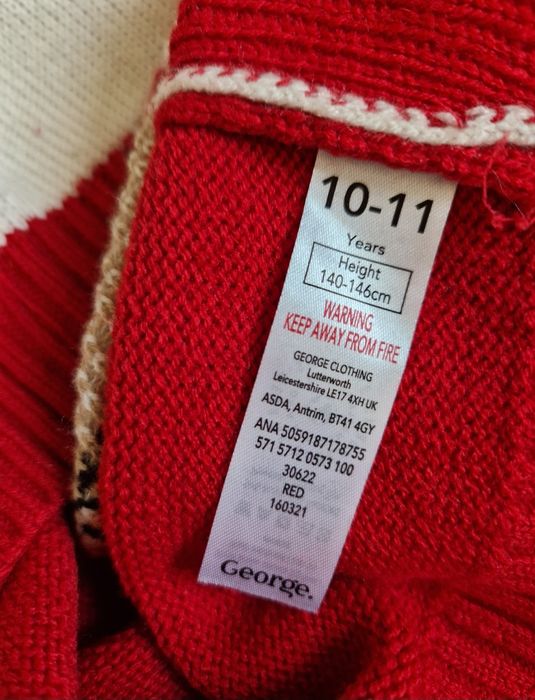 10-11
Years
Height
140-146cm
WARNING
KEEP AWAY FROM FIRE
GEORGE CLOTHING
Lutterworth
Leicestershire LE17 4XH UK
ASDA, Antrim, BT41 4GY
ANA 5059187178755
571 5712 0573 100
30622
RED
160321
George.